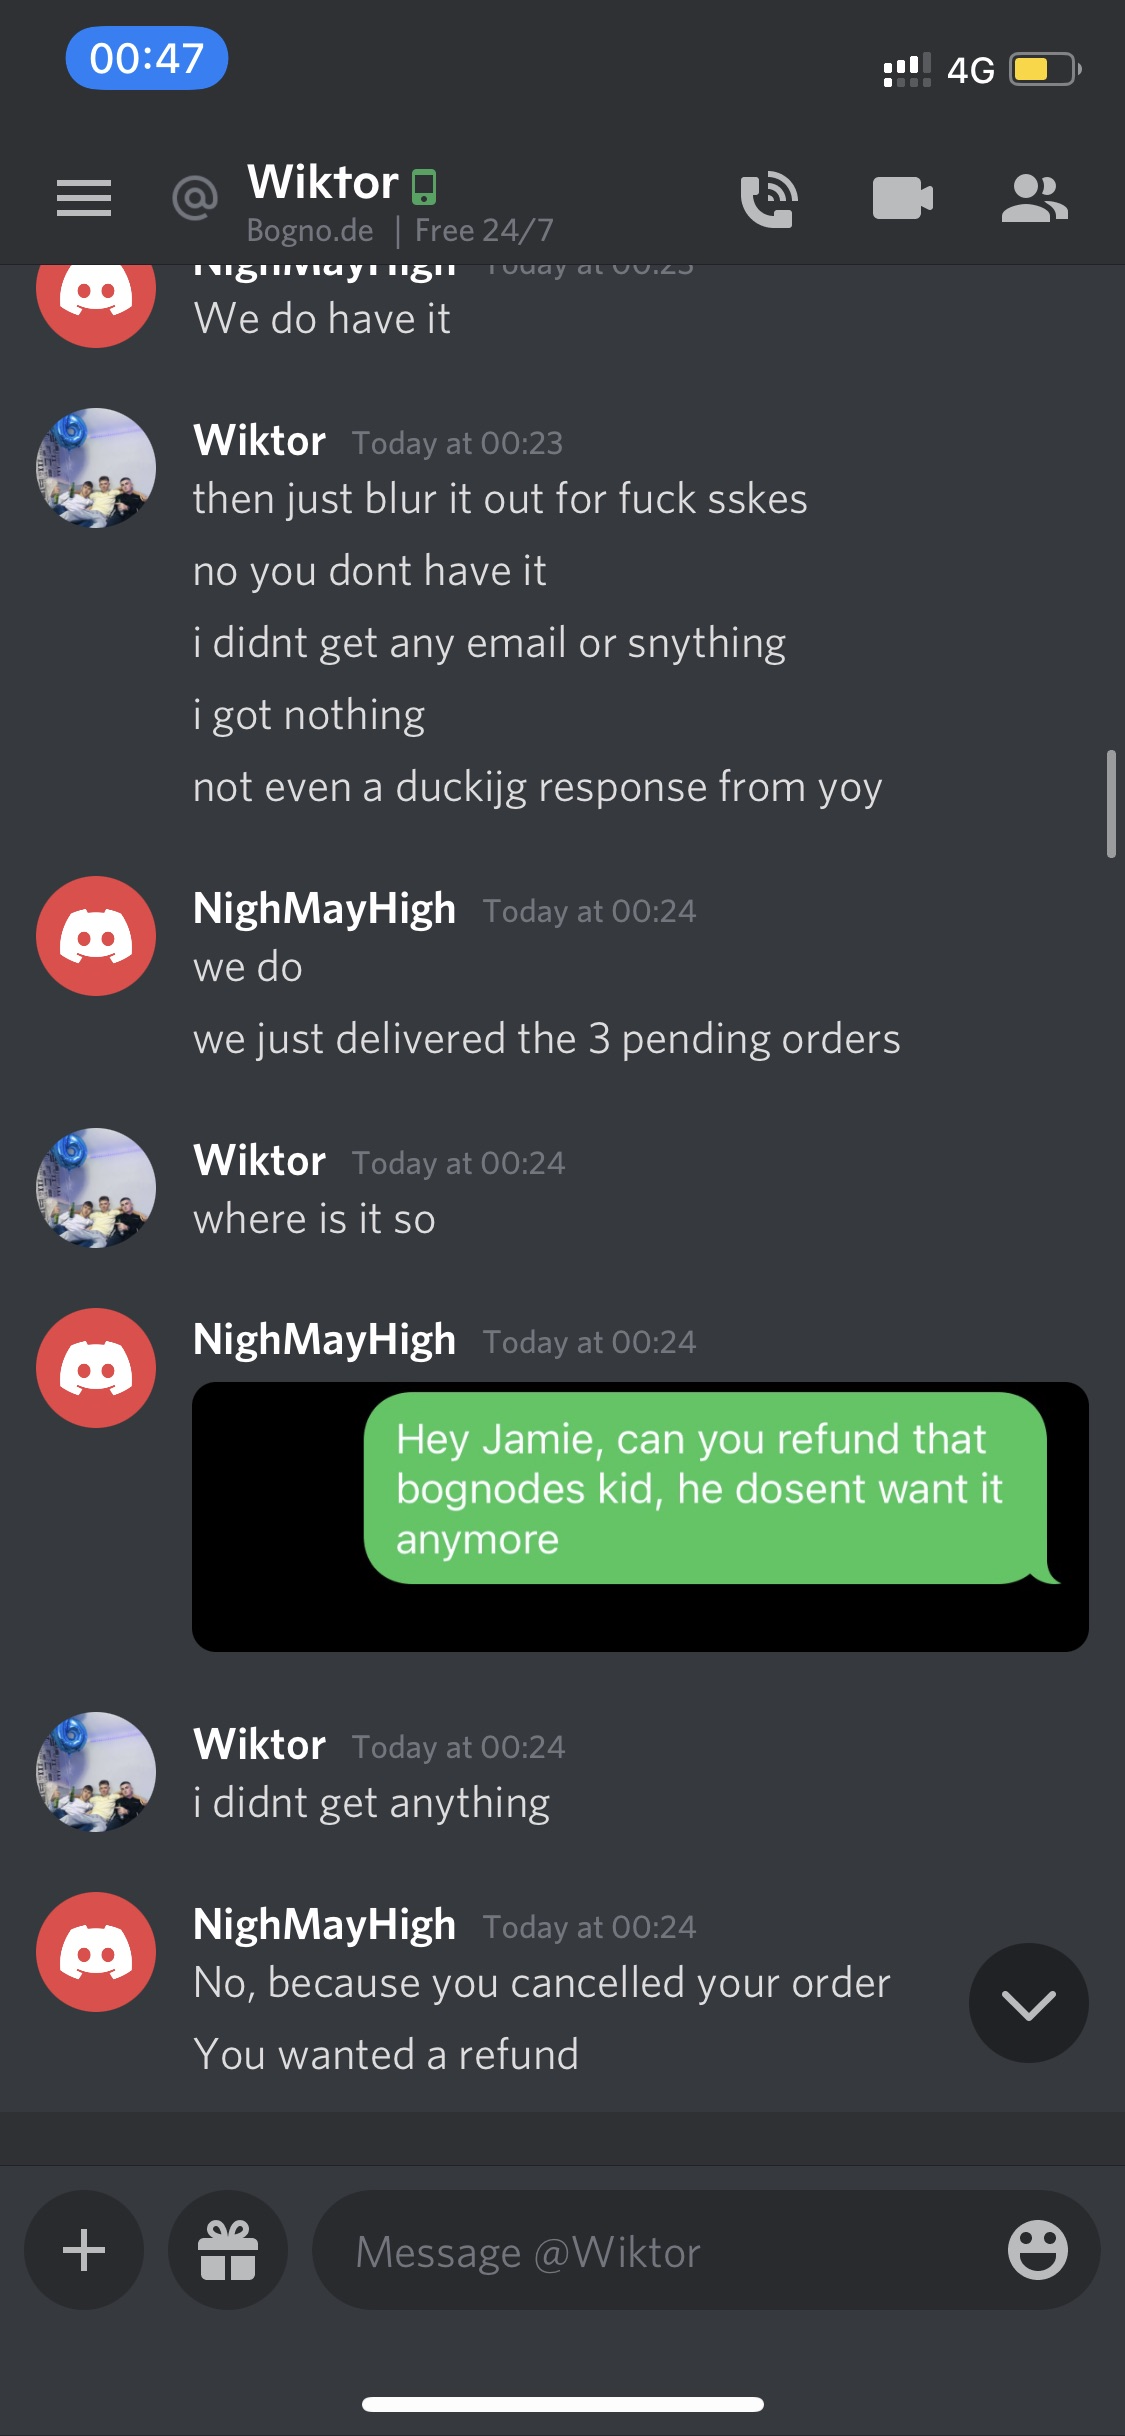 00:47
4G
@ Wiktor
Bogno.de | Free 24/7
NighMayHigh Today at 00:23
We do have it
Wiktor Today at 00:23
then just blur it out for fuck sskes
no you dont have it
i didnt get any email or snything
i got nothing
not even a duckijg response from yoy
NighMayHigh Today at 00:24
we do
we just delivered the 3 pending orders
Wiktor Today at 00:24
where is it so
NighMayHigh Today at 00:24
Hey Jamie, can you refund that
bognodes kid, he dosent want it
anymore
Wiktor Today at 00:24
i didnt get anything
NighMayHigh Today at 00:24
No, because you cancelled your order
You wanted a refund
Message @Wiktor